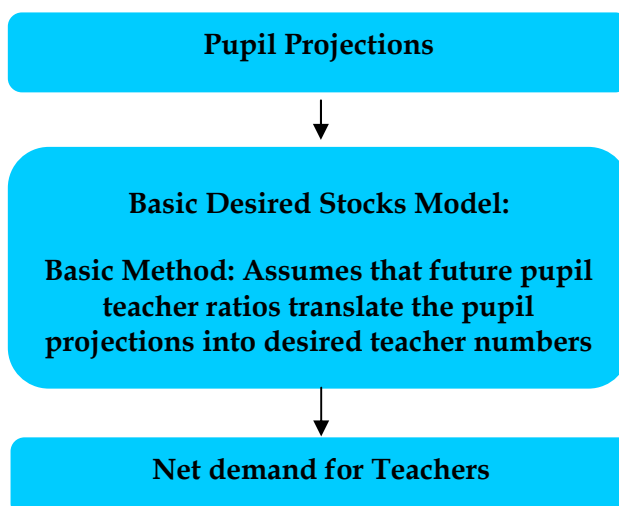 Pupil Projections
Basic Desired Stocks Model:
Basic Method: Assumes that future pupil
teacher ratios translate the pupil
projections into desired teacher numbers
Net demand for Teachers